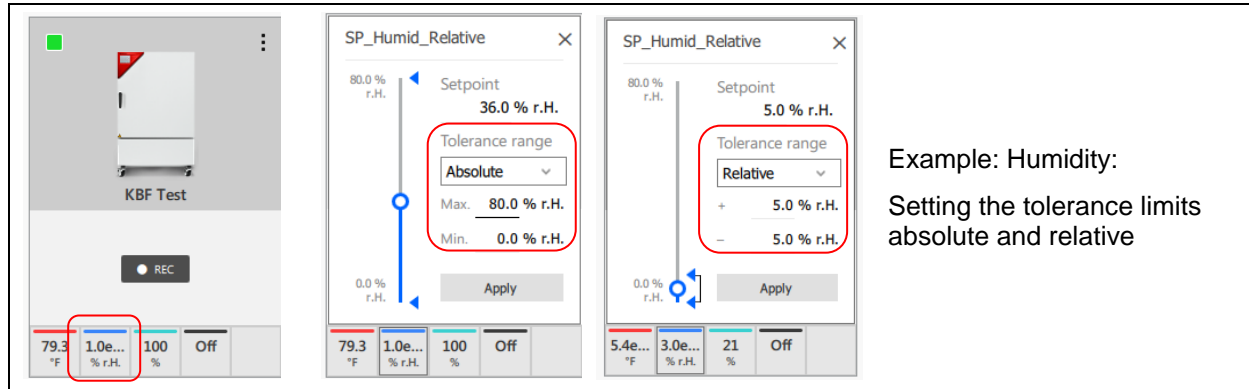 KBF Test
REC
79.3 1.0e... 100 Off
°F % r.H. %
SP_Humid_Relative
80.0 %
r.H.
Setpoint
36.0 % r.H.
Tolerance range
Absolute
Max. 80.0 % r.H.
Min. 0.0 % r.H.
0.0 %
r.H.
Apply
79.3 1.0e... 100 Off
°F % r.H. %
SP_Humid_Relative
80.0 %
r.H.
Setpoint
5.0 % r.H.
Tolerance range
Relative
+ 5.0 % r.H.
– 5.0 % r.H.
0.0 %
r.H.
Apply
5.4e... 3.0e... 21 Off
°F % r.H. %
Example: Humidity:
Setting the tolerance limits
absolute and relative